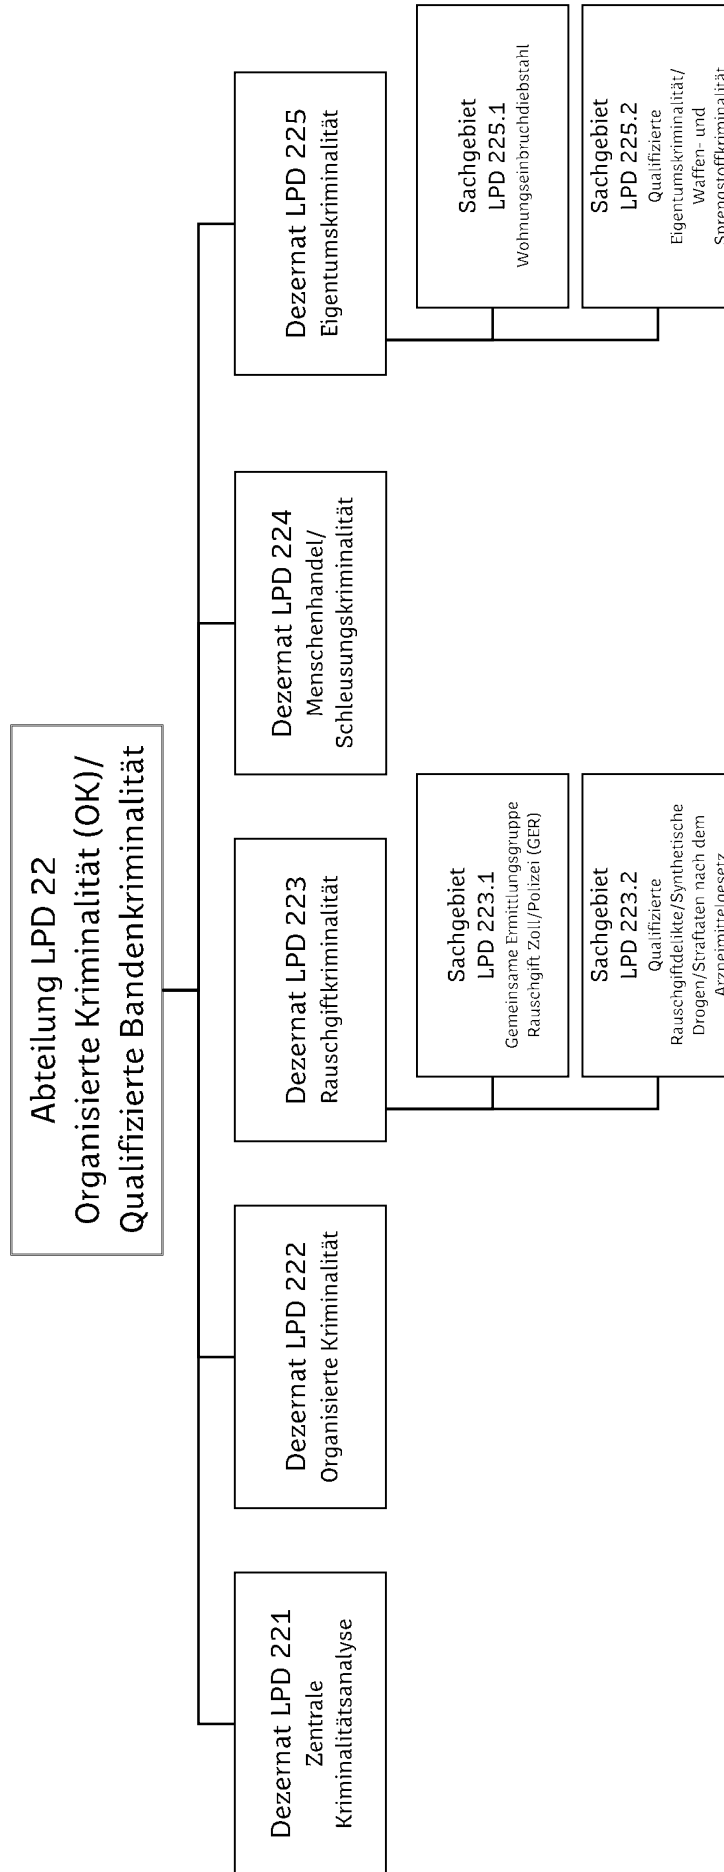 Abteilung LPD 22
Organisierte Kriminalität (OK)/
Qualifizierte Bandenkriminalität
Dezernat LPD 221
Zentrale
Kriminalitätsanalyse
Dezernat LPD 222
Organisierte Kriminalität
Dezernat LPD 223
Rauschgiftkriminalität
Dezernat LPD 224
Menschenhandel/
Schleusungskriminalität
Dezernat LPD 225
Eigentumskriminalität
Sachgebiet
LPD 223.1
Gemeinsame Ermittlungsgruppe
Rauschgift Zoll/Polizei (GER)
Sachgebiet
LPD 223.2
Qualifizierte
Rauschgiftdelikte/Synthetische
Drogen/Straftaten nach dem
Arzneimittelgesetz
Sachgebiet
LPD 225.1
Wohnungseinbruchdiebstahl
Sachgebiet
LPD 225.2
Qualifizierte
Eigentumskriminalität/
Waffen- und
Sprengstoffkriminalität